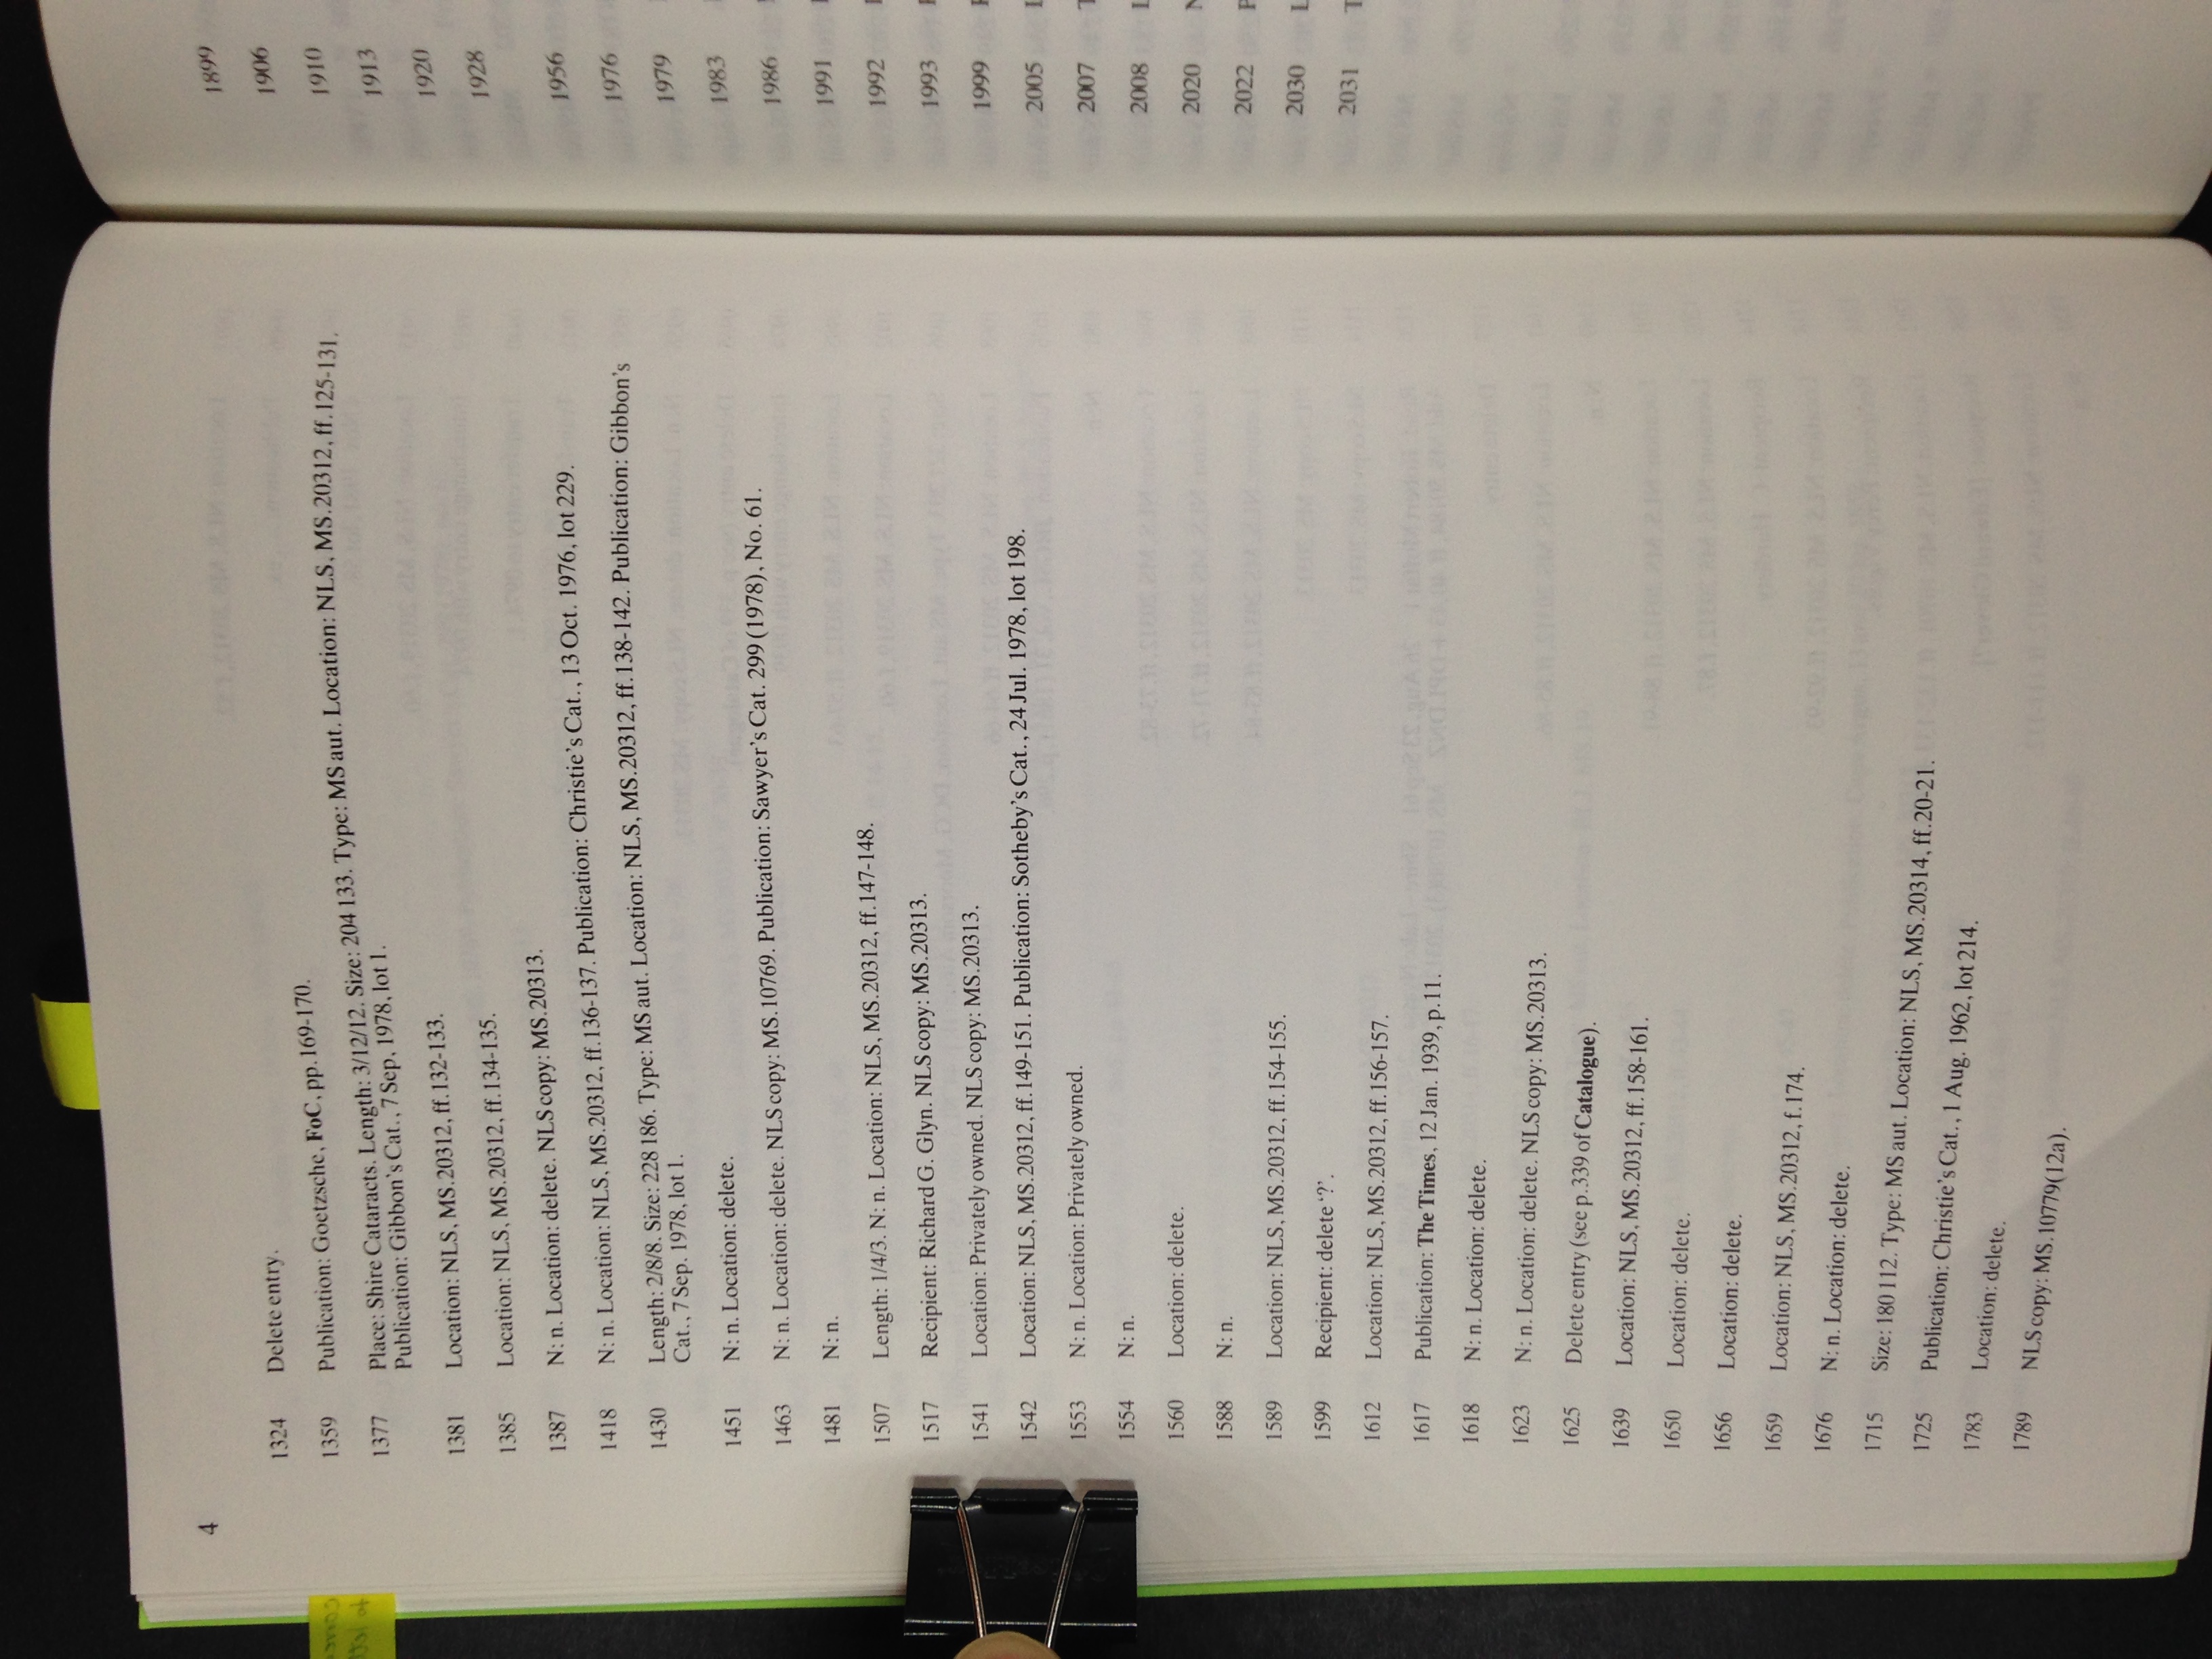 4
1324 Delete entry.
1359 Publication: Goetzsche, FoC, pp.169-170.
1377 Place: Shire Cataracts. Length: 3/12/12. Size: 204 133. Type: MS aut. Location: NLS, MS.20312, ff.125-131.
Publication: Gibbon's Cat., 7 Sep, 1978, lot 1.
1381 Location: NLS, MS.20312, ff.132-133.
1385 Location: NLS, MS.20312, ff.134-135.
1387 N: n. Location: delete. NLS copy: MS.20313.
1418 N: n. Location: NLS, MS.20312, ff.136-137. Publication: Christie's Cat., 13 Oct. 1976, lot 229.
1430 Length: 2/8/8. Size: 228 186. Type: MS aut. Location: NLS, MS.20312, ff.138-142. Publication: Gibbon's
Cat., 7 Sep. 1978, lot 1.
1451 N: n. Location: delete.
1463 N: n. Location: delete. NLS copy: MS.10769. Publication: Sawyer's Cat. 299 (1978), No. 61.
1481 N: n.
1507 Length: 1/4/3. N: n. Location: NLS, MS.20312, ff.147-148.
1517 Recipient: Richard G. Glyn. NLS copy: MS.20313.
1541 Location: Privately owned. NLS copy: MS.20313.
1542 Location: NLS, MS.20312, ff.149-151. Publication: Sotheby's Cat., 24 Jul. 1978, lot 198.
1553 N: n. Location: Privately owned.
1554 N: n.
1560 Location: delete.
1588 N: n.
1589 Location: NLS, MS.20312, ff.154-155.
1599 Recipient: delete '?'.
1612 Location: NLS, MS.20312, ff.156-157.
1617 Publication: The Times, 12 Jan. 1939, p.11.
1618 N: n. Location: delete.
1623 N: n. Location: delete. NLS copy: MS.20313.
1625 Delete entry (see p.339 of Catalogue).
1639 Location: NLS, MS.20312, ff.158-161.
1650 Location: delete.
1656 Location: delete.
1659 Location: NLS, MS.20312, f.174.
1676 N: n. Location: delete.
1715 Size: 180 112. Type: MS aut. Location: NLS, MS.20314, ff.20-21.
1725 Publication: Christie's Cat., 1 Aug. 1962, lot 214.
1783 Location: delete.
1789 NLS copy: MS.10779(12a).
1899
1906
1910
1913
1920
1928
1956
1976
1979
1983
1986
1991
1992
1993
1999
2005
2007
2008
2020
2022
2030
2031